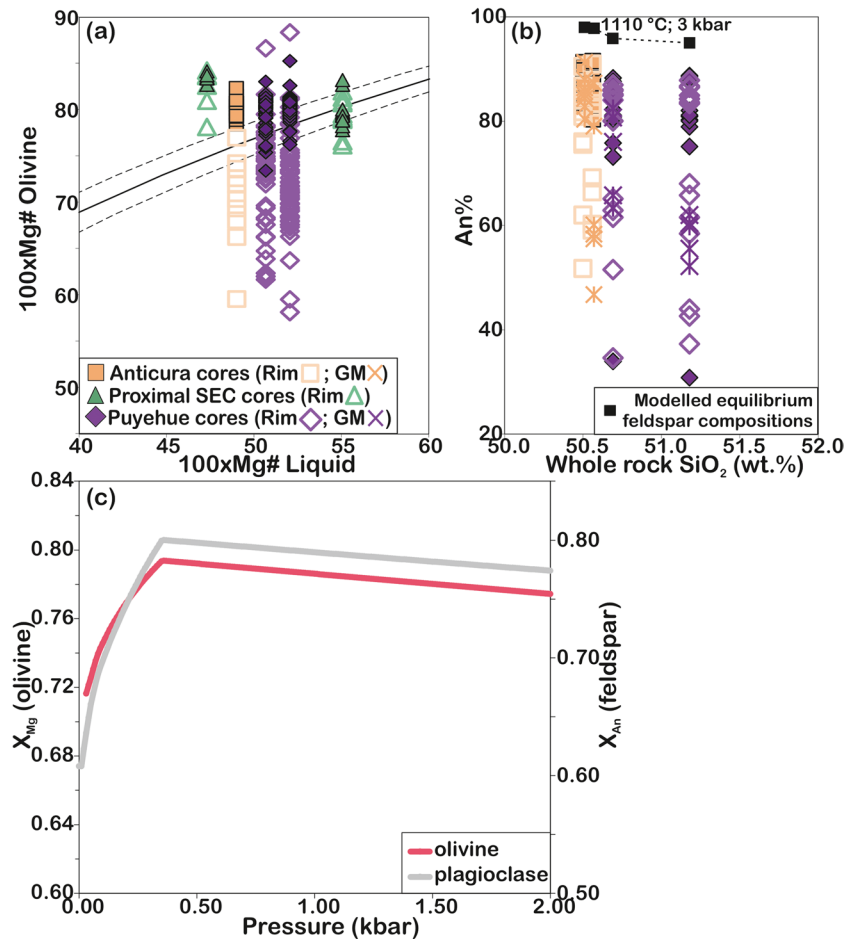 (a)
100xMg# Olivine
90
80
70
60
50
Anticura cores (Rim ; GM )
Proximal SEC cores (Rim )
Puyehue cores (Rim ; GM )
40 45 50 55 60
100xMg# Liquid
(b)
An%
100
80
60
40
20
1110 °C; 3 kbar
Modelled equilibrium
feldspar compositions
50.0 50.5 51.0 51.5 52.0
Whole rock SiO₂ (wt.%)
(c)
X_Mg (olivine)
0.84
0.80
0.76
0.72
0.68
0.64
0.60
X_An (feldspar)
0.80
0.70
0.60
0.50
olivine
plagioclase
0.00 0.50 1.00 1.50 2.00
Pressure (kbar)